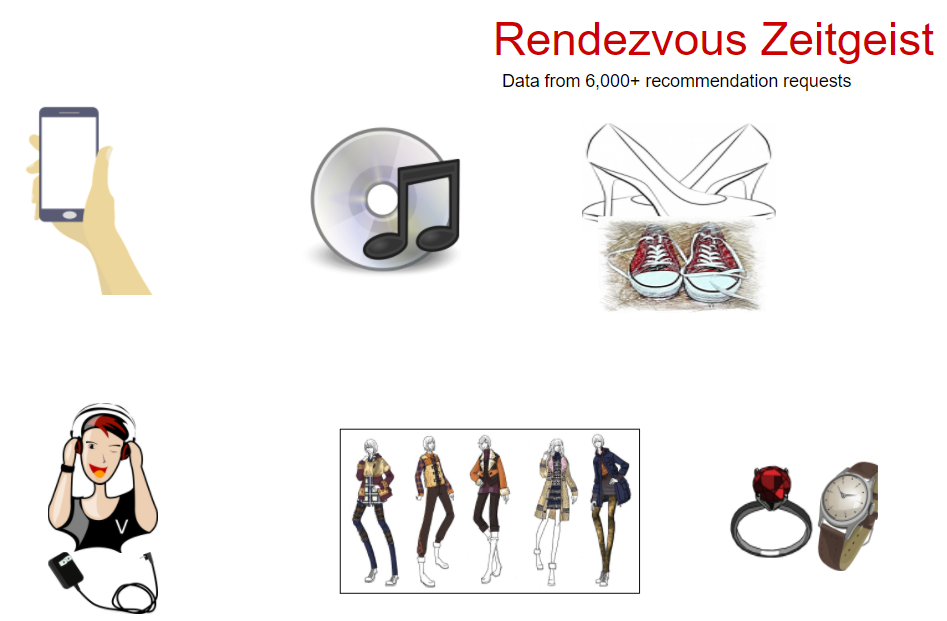 Rendezvous Zeitgeist
Data from 6,000+ recommendation requests
V